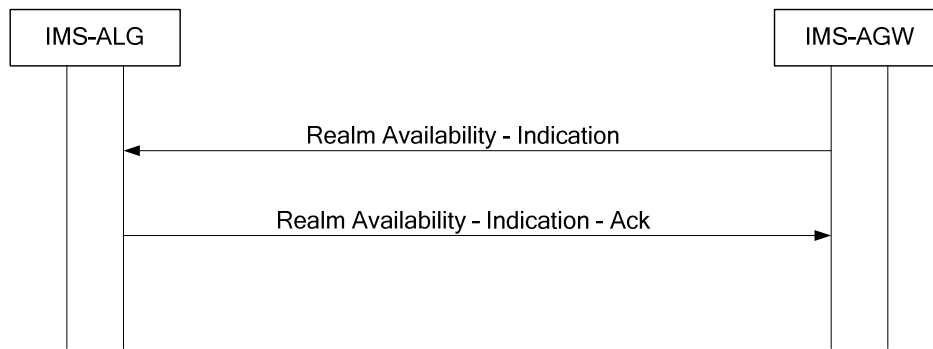 IMS-ALG
IMS-AGW
Realm Availability - Indication
Realm Availability - Indication - Ack